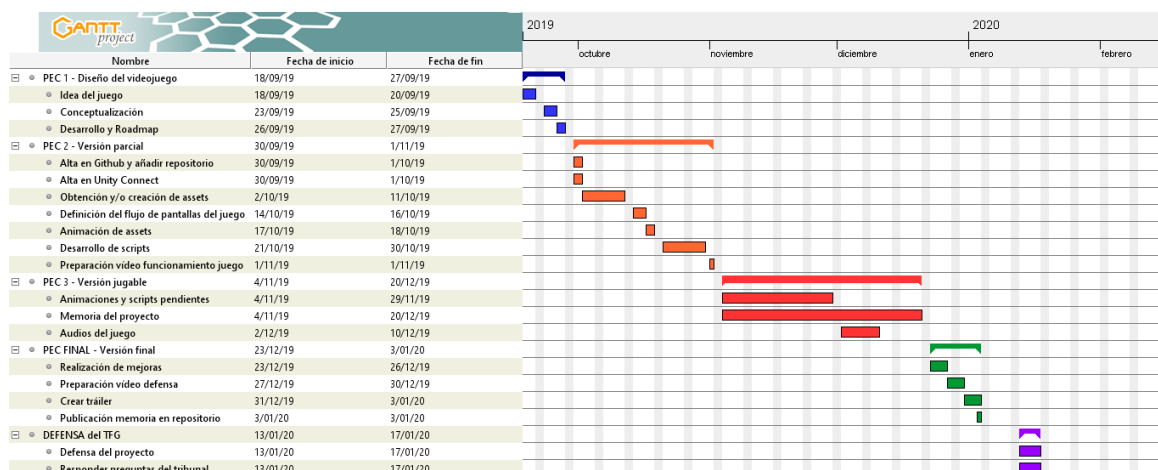 GANTT
project
2019 2020
octubre noviembre diciembre enero febrero
Nombre Fecha de inicio Fecha de fin
PEC 1 - Diseño del videojuego 18/09/19 27/09/19
Idea del juego 18/09/19 20/09/19
Conceptualización 23/09/19 25/09/19
Desarrollo y Roadmap 26/09/19 27/09/19
PEC 2 - Versión parcial 30/09/19 1/11/19
Alta en Github y añadir repositorio 30/09/19 1/10/19
Alta en Unity Connect 30/09/19 1/10/19
Obtención y/o creación de assets 2/10/19 11/10/19
Definición del flujo de pantallas del juego 14/10/19 16/10/19
Animación de assets 17/10/19 18/10/19
Desarrollo de scripts 21/10/19 30/10/19
Preparación vídeo funcionamiento juego 1/11/19 1/11/19
PEC 3 - Versión jugable 4/11/19 20/12/19
Animaciones y scripts pendientes 4/11/19 29/11/19
Memoria del proyecto 4/11/19 20/12/19
Audios del juego 2/12/19 10/12/19
PEC FINAL - Versión final 23/12/19 3/01/20
Realización de mejoras 23/12/19 26/12/19
Preparación vídeo defensa 27/12/19 30/12/19
Crear tráiler 31/12/19 3/01/20
Publicación memoria en repositorio 3/01/20 3/01/20
DEFENSA del TFG 13/01/20 17/01/20
Defensa del proyecto 13/01/20 17/01/20
Responder preguntas del tribunal 13/01/20 17/01/20